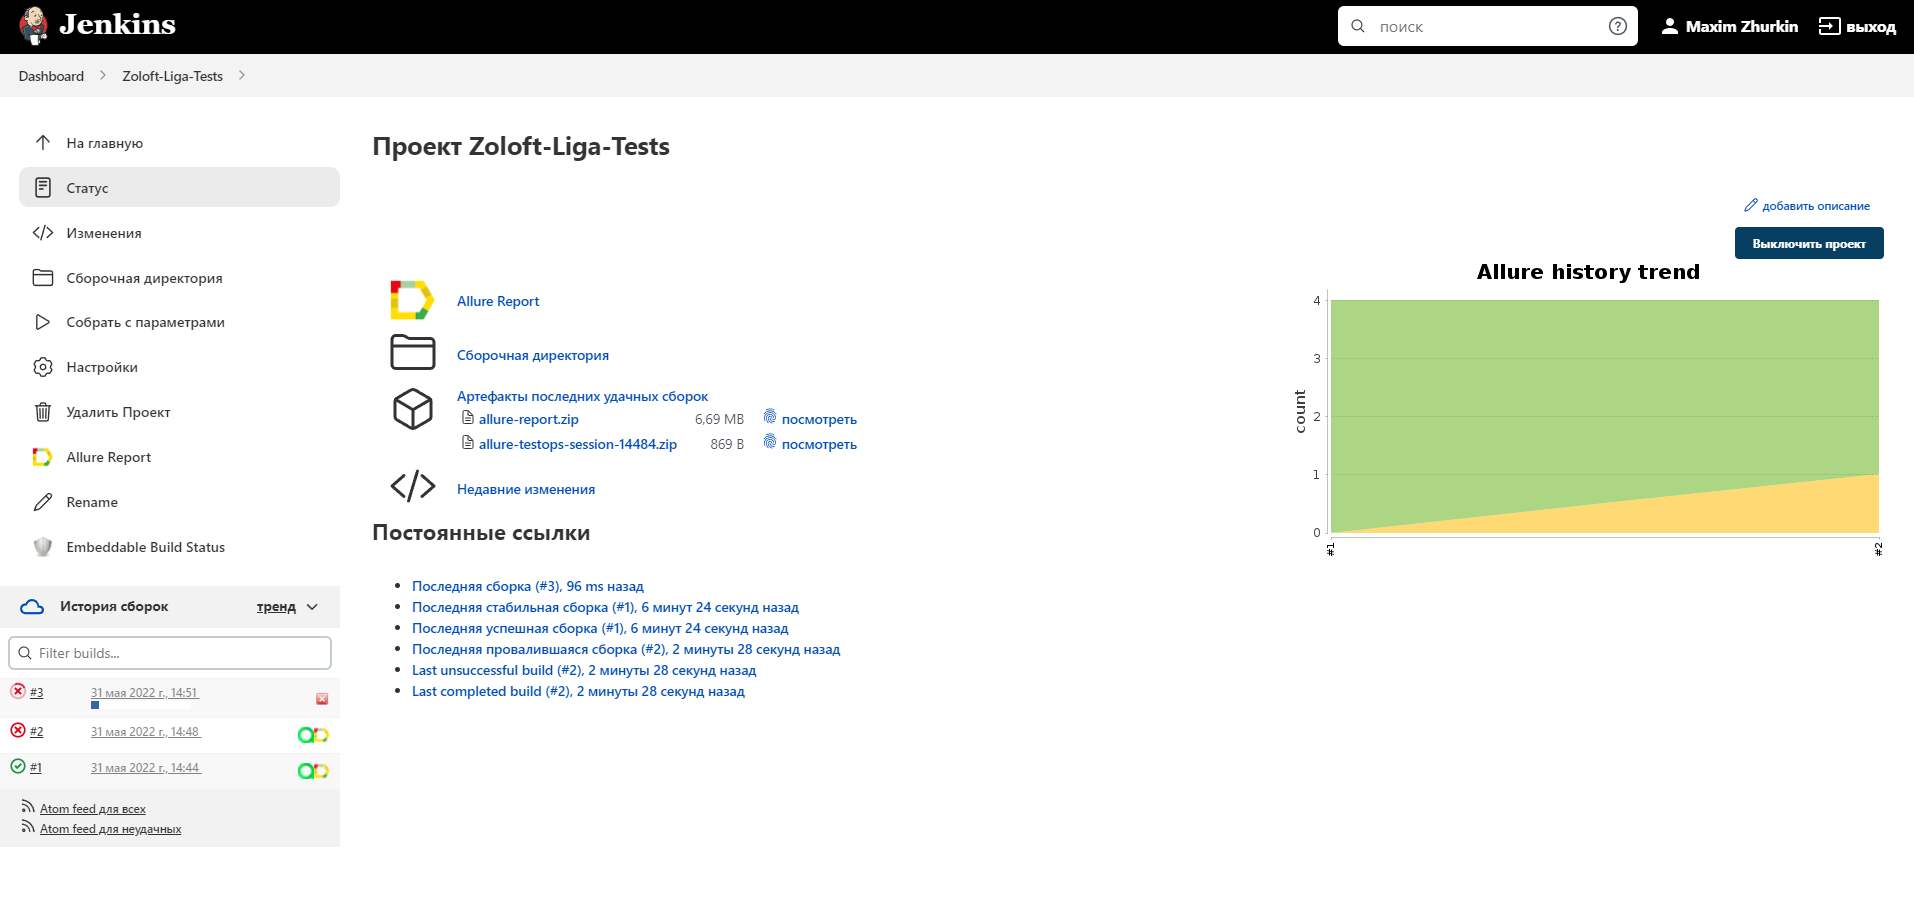 Jenkins
поиск
Maxim Zhurkin
выход
Dashboard
Zoloft-Liga-Tests
На главную
Статус
Изменения
Сборочная директория
Собрать с параметрами
Настройки
Удалить Проект
Allure Report
Rename
Embeddable Build Status
История сборок
тренд
Filter builds...
#3 31 мая 2022 г., 14:51
#2 31 мая 2022 г., 14:48
#1 31 мая 2022 г., 14:44
Atom feed для всех
Atom feed для неудачных
Проект Zoloft-Liga-Tests
добавить описание
Выключить проект
Allure Report
Сборочная директория
Артефакты последних удачных сборок
allure-report.zip 6,69 MB посмотреть
allure-testops-session-14484.zip 869 B посмотреть
Недавние изменения
Постоянные ссылки
Последняя сборка (#3), 96 ms назад
Последняя стабильная сборка (#1), 6 минут 24 секунд назад
Последняя успешная сборка (#1), 6 минут 24 секунд назад
Последняя провалившаяся сборка (#2), 2 минуты 28 секунд назад
Last unsuccessful build (#2), 2 минуты 28 секунд назад
Last completed build (#2), 2 минуты 28 секунд назад
Allure history trend
count
4
3
2
1
0
#1
#2